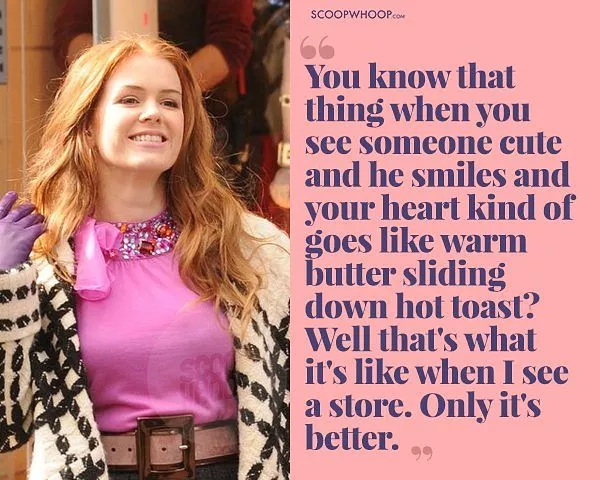 SCOOPWHOOP.COM
“
You know that
thing when you
see someone cute
and he smiles and
your heart kind of
goes like warm
butter sliding
down hot toast?
Well that's what
it's like when I see
a store. Only it's
better. ”